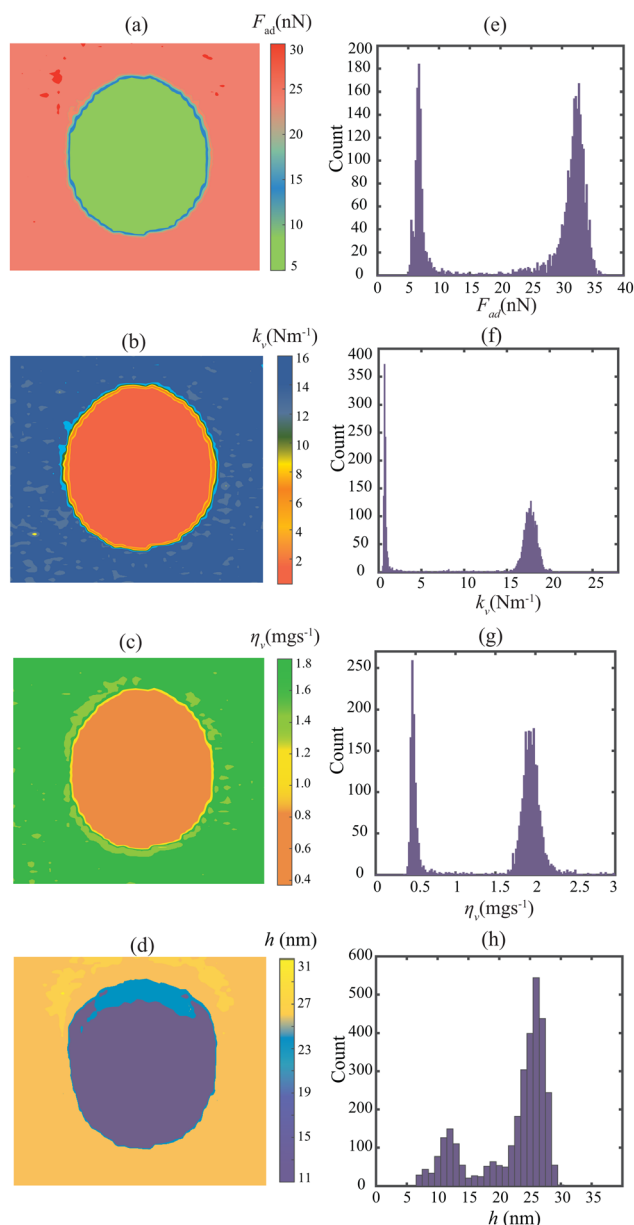 (a)
F_ad(nN)
30
25
20
15
10
5
(e)
Count
200
180
160
140
120
100
80
60
40
20
0
0 5 10 15 20 25 30 35 40
F_ad(nN)
(b)
k_v(Nm⁻¹)
16
14
12
10
8
6
4
2
(f)
Count
400
350
300
250
200
150
100
50
0
0 5 10 15 20 25
k_v(Nm⁻¹)
(c)
η_v(mgs⁻¹)
1.8
1.6
1.4
1.2
1.0
0.8
0.6
0.4
(g)
Count
250
200
150
100
50
0
0 0.5 1 1.5 2 2.5 3
η_v(mgs⁻¹)
(d)
h (nm)
31
27
23
19
15
11
(h)
Count
600
500
400
300
200
100
0
0 5 10 15 20 25 30 35
h (nm)